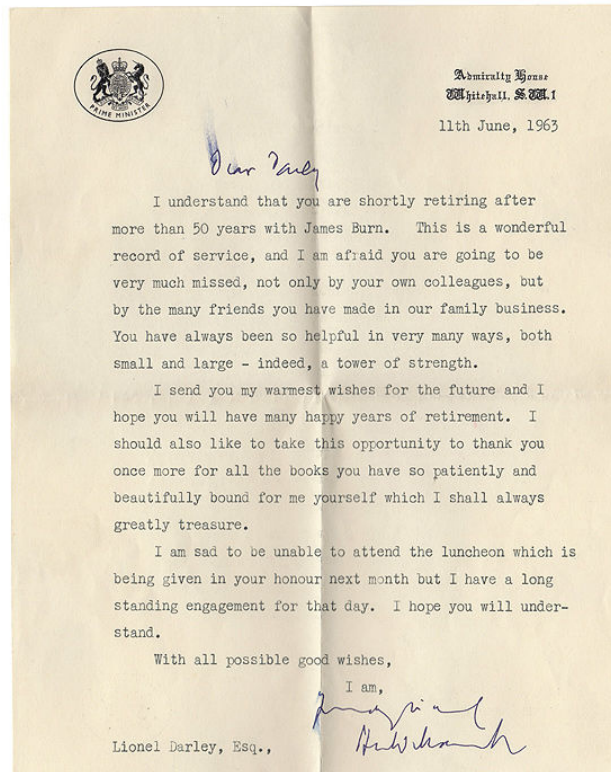 PRIME MINISTER
Admiralty House
Whitehall, S.W.1
11th June, 1963
Dear Darley
I understand that you are shortly retiring after
more than 50 years with James Burn. This is a wonderful
record of service, and I am afraid you are going to be
very much missed, not only by your own colleagues, but
by the many friends you have made in our family business.
You have always been so helpful in very many ways, both
small and large - indeed, a tower of strength.
I send you my warmest wishes for the future and I
hope you will have many happy years of retirement. I
should also like to take this opportunity to thank you
once more for all the books you have so patiently and
beautifully bound for me yourself which I shall always
greatly treasure.
I am sad to be unable to attend the luncheon which is
being given in your honour next month but I have a long
standing engagement for that day. I hope you will under-
stand.
With all possible good wishes,
I am,
Lionel Darley, Esq.,